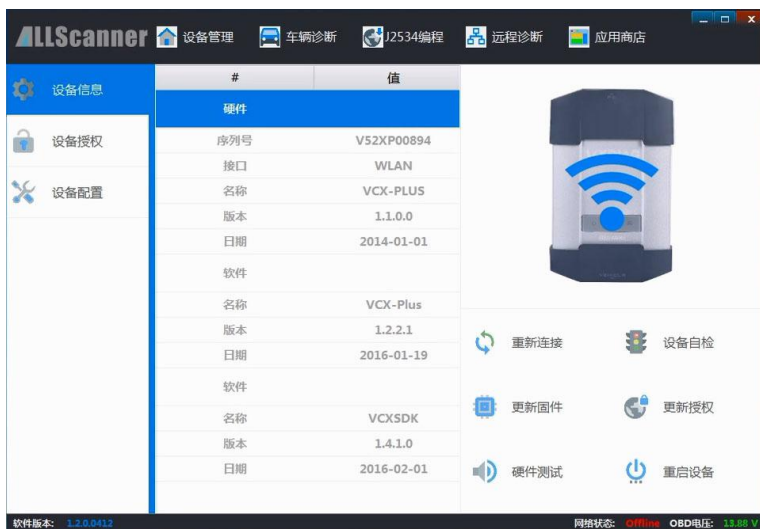 ALLScanner 设备管理 车辆诊断 J2534编程 远程诊断 应用商店
设备信息
设备授权
设备配置
# 值
硬件
序列号 V52XP00894
接口 WLAN
名称 VCX-PLUS
版本 1.1.0.0
日期 2014-01-01
软件
名称 VCX-Plus
版本 1.2.2.1
日期 2016-01-19
软件
名称 VCXSDK
版本 1.4.1.0
日期 2016-02-01
重新连接 设备自检
更新固件 更新授权
硬件测试 重启设备
软件版本: 1.2.0.0412 网络状态: Offline OBD电压: 13.88 V